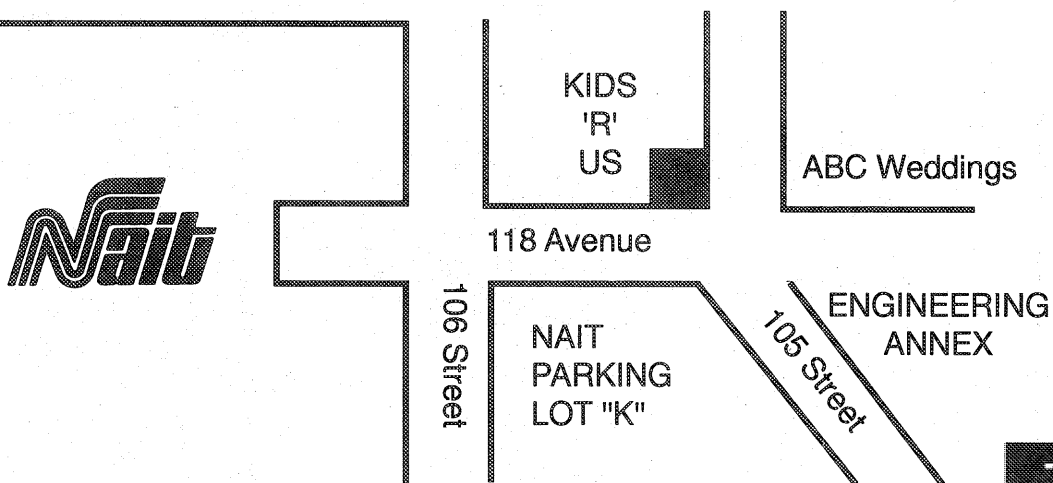 KIDS
'R'
US
ABC Weddings
Nait
118 Avenue
106 Street
NAIT
PARKING
LOT "K"
105 Street
ENGINEERING
ANNEX